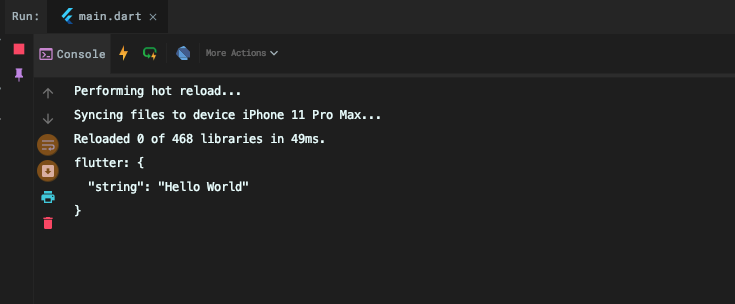 Run: main.dart
Console More Actions
Performing hot reload...
Syncing files to device iPhone 11 Pro Max...
Reloaded 0 of 468 libraries in 49ms.
flutter: {
  "string": "Hello World"
}